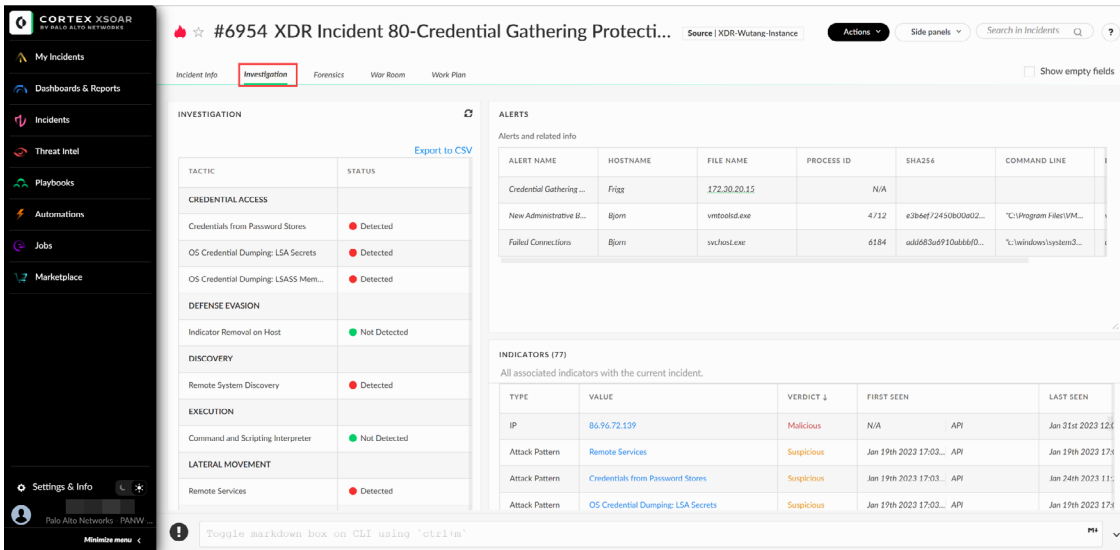 CORTEX XSOAR
BY PALO ALTO NETWORKS
My Incidents
Dashboards & Reports
Incidents
Threat Intel
Playbooks
Automations
Jobs
Marketplace
Settings & Info
Palo Alto Networks - PANW ...
Minimize menu
#6954 XDR Incident 80-Credential Gathering Protecti...
Source | XDR-Wutang-Instance
Actions
Side panels
Search in Incidents
?
Incident Info Investigation Forensics War Room Work Plan
Show empty fields
INVESTIGATION
Export to CSV
TACTIC STATUS
CREDENTIAL ACCESS
Credentials from Password Stores Detected
OS Credential Dumping: LSA Secrets Detected
OS Credential Dumping: LSASS Mem... Detected
DEFENSE EVASION
Indicator Removal on Host Not Detected
DISCOVERY
Remote System Discovery Detected
EXECUTION
Command and Scripting Interpreter Not Detected
LATERAL MOVEMENT
Remote Services Detected
ALERTS
Alerts and related info
ALERT NAME HOSTNAME FILE NAME PROCESS ID SHA256 COMMAND LINE
Credential Gathering ... Frigg 172.30.20.15 N/A
New Administrative B... Bjorn vmtoolsd.exe 4712 e3b6ef72450b00a02... "C:\Program Files\VM...
Failed Connections Bjorn svchost.exe 6184 add683a6910abbbf0... "c:\windows\system3...
INDICATORS (77)
All associated indicators with the current incident.
TYPE VALUE VERDICT ↓ FIRST SEEN LAST SEEN
IP 86.96.72.139 Malicious N/A API Jan 31st 2023 12:0
Attack Pattern Remote Services Suspicious Jan 19th 2023 17:03... API Jan 19th 2023 17:
Attack Pattern Credentials from Password Stores Suspicious Jan 19th 2023 17:03... API Jan 24th 2023 11:
Attack Pattern OS Credential Dumping: LSA Secrets Suspicious Jan 19th 2023 17:03... API Jan 19th 2023 17:
Toggle markdown box on CLI using `ctrl+m`
M↓